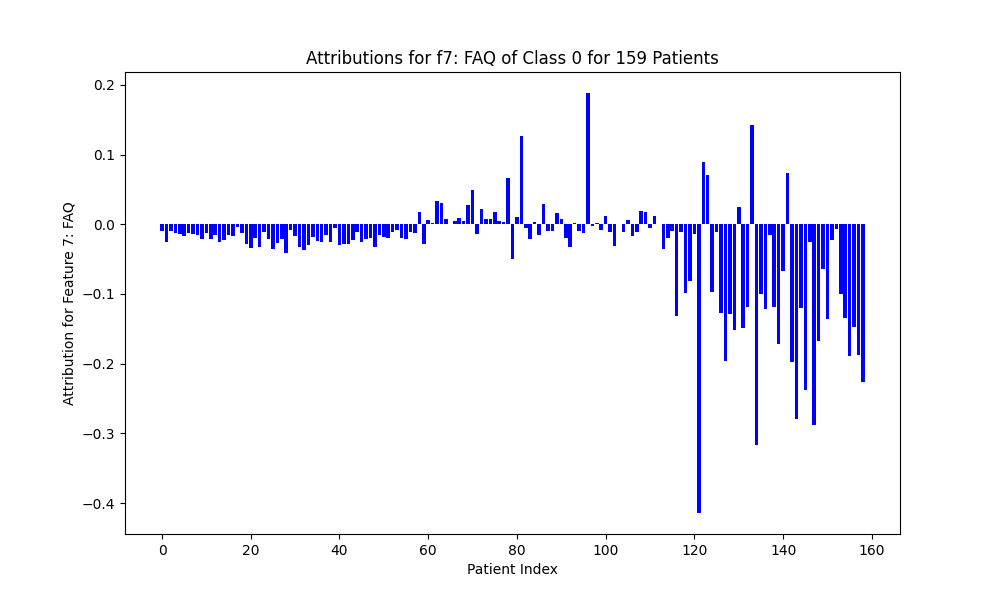 Attributions for f7: FAQ of Class 0 for 159 Patients
0.2
0.1
0.0
−0.1
−0.2
−0.3
−0.4
Attribution for Feature 7: FAQ
0 20 40 60 80 100 120 140 160
Patient Index